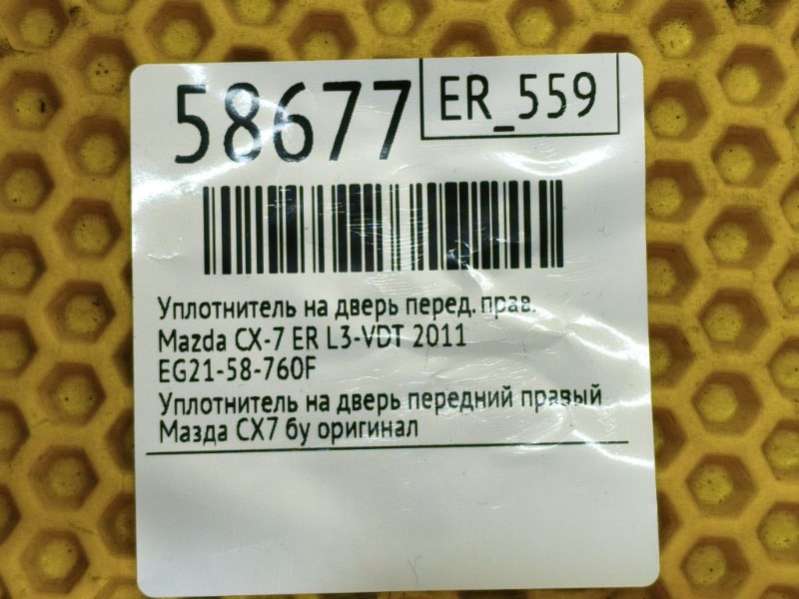 58677
ER_559
Уплотнитель на дверь перед. прав.
Mazda CX-7 ER L3-VDT 2011
EG21-58-760F
Уплотнитель на дверь передний правый
Мазда СХ7 бу оригинал